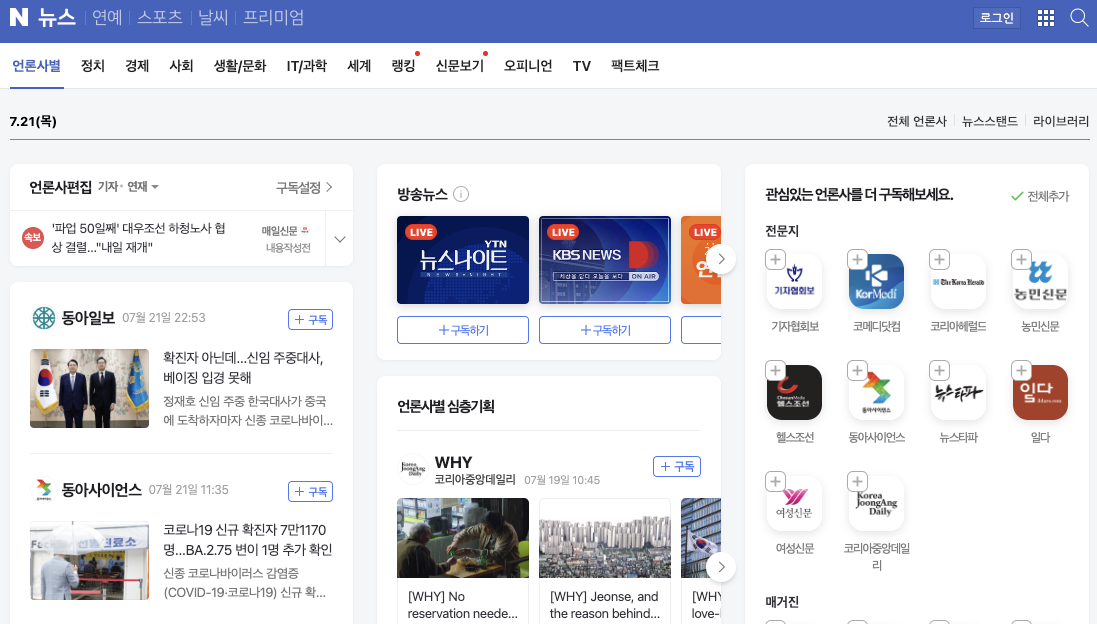 N 뉴스 연예 스포츠 날씨 프리미엄 로그인
언론사별 정치 경제 사회 생활/문화 IT/과학 세계 랭킹 신문보기 오피니언 TV 팩트체크
7.21(목) 전체 언론사 뉴스스탠드 라이브러리
언론사편집 기자· 연재 구독설정
속보 '파업 50일째' 대우조선 하청노사 협
상 결렬…"내일 재개"
매일신문
내용작성전
동아일보 07월 21일 22:53 + 구독
확진자 아닌데…신임 주중대사,
베이징 입경 못해
정재호 신임 주중 한국대사가 중국
에 도착하자마자 신종 코로나바이…
동아사이언스 07월 21일 11:35 + 구독
코로나19 신규 확진자 7만1170
명…BA.2.75 변이 1명 추가 확인
신종 코로나바이러스 감염증
(COVID-19·코로나19) 신규 확…
방송뉴스
LIVE
YTN
뉴스나이트
NEWS NIGHT
LIVE
KBS NEWS
세상을 담다 오늘을 보다 ON AIR
LIVE
+구독하기 +구독하기
언론사별 심층기획
Korea
JoongAng
Daily
WHY
코리아중앙데일리 07월 19일 10:45 + 구독
[WHY] No
reservation neede…
[WHY] Jeonse, and
the reason behind…
[WHY
love-
관심있는 언론사를 더 구독해보세요. 전체추가
전문지
기자협회보 KorMedi The Korea Herald 농민신문
기자협회보 코메디닷컴 코리아헤럴드 농민신문
ChosunMedia
헬스조선 동아사이언스 뉴스타파 일다
ildaro.com
헬스조선 동아사이언스 뉴스타파 일다
여성신문
Korea
JoongAng
Daily
여성신문 코리아중앙데일
리
매거진